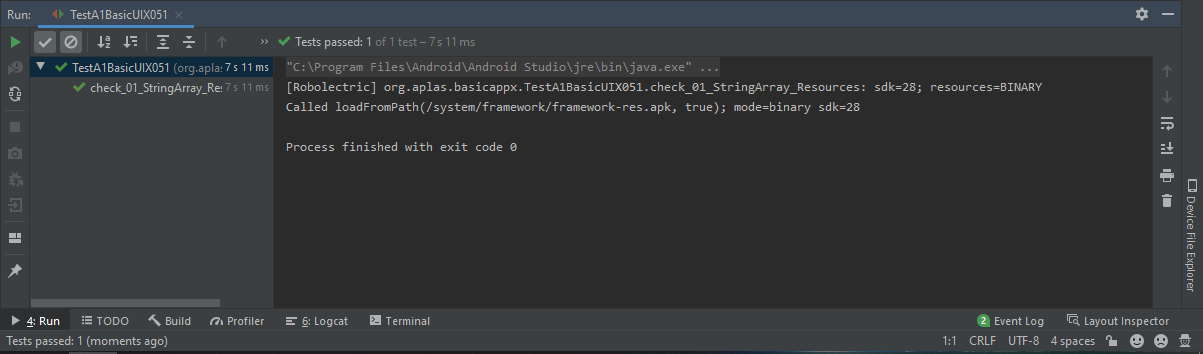 Run: TestA1BasicUIX051
Tests passed: 1 of 1 test – 7 s 11 ms
TestA1BasicUIX051 (org.aplas 7 s 11 ms
check_01_StringArray_Res 7 s 11 ms
"C:\Program Files\Android\Android Studio\jre\bin\java.exe" ...
[Robolectric] org.aplas.basicappx.TestA1BasicUIX051.check_01_StringArray_Resources: sdk=28; resources=BINARY
Called loadFromPath(/system/framework/framework-res.apk, true); mode=binary sdk=28
Process finished with exit code 0
Device File Explorer
4: Run TODO Build Profiler 6: Logcat Terminal 2 Event Log Layout Inspector
Tests passed: 1 (moments ago) 1:1 CRLF UTF-8 4 spaces